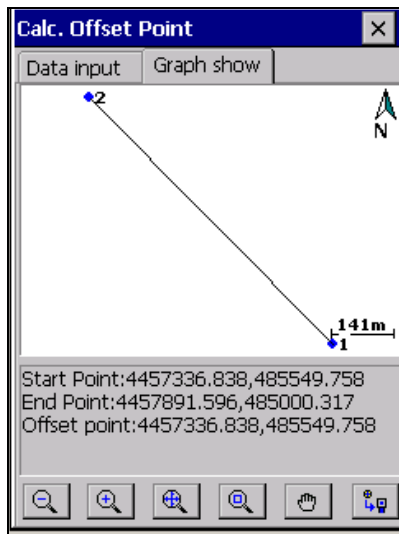 Calc. Offset Point
Data input
Graph show
2
N
141m
1
Start Point:4457336.838,485549.758
End Point:4457891.596,485000.317
Offset point:4457336.838,485549.758